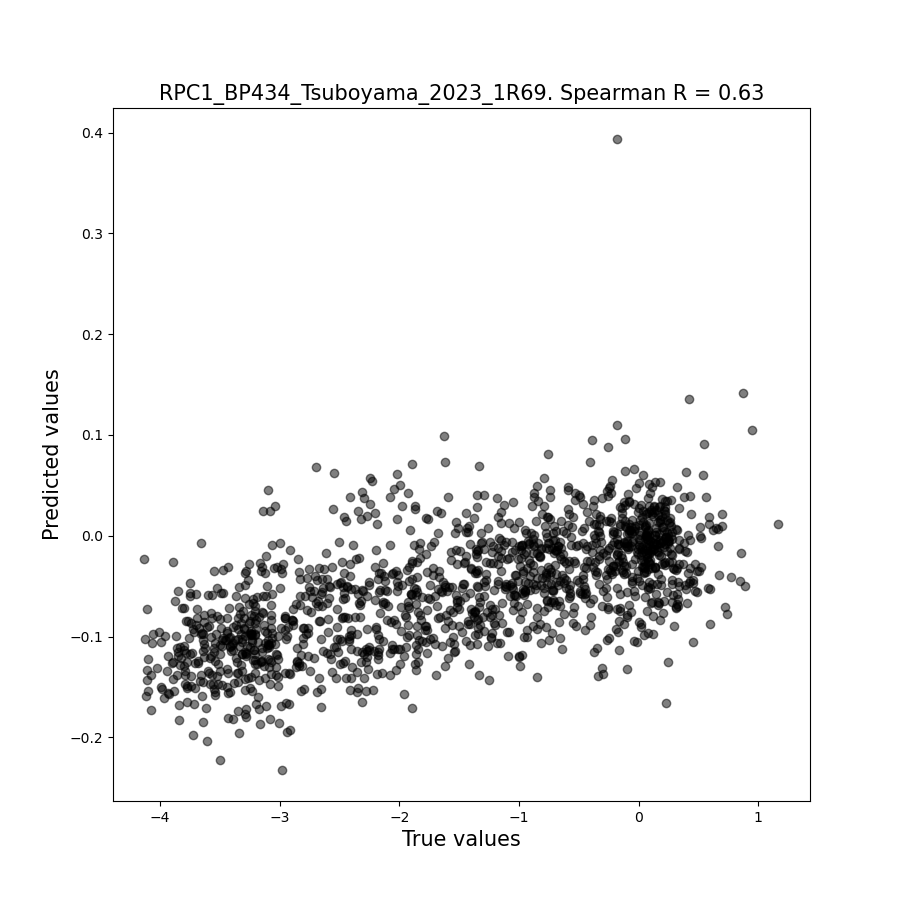 RPC1_BP434_Tsuboyama_2023_1R69. Spearman R = 0.63
0.4
0.3
0.2
0.1
0.0
−0.1
−0.2
Predicted values
−4 −3 −2 −1 0 1
True values